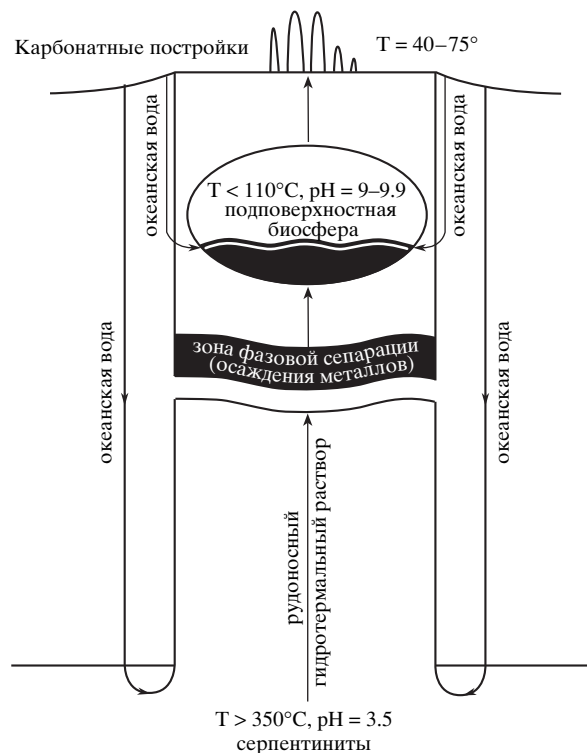 Карбонатные постройки
T = 40–75°
океанская вода
океанская вода
T < 110°C, pH = 9–9.9
подповерхностная
биосфера
зона фазовой сепарации
(осаждения металлов)
океанская вода
океанская вода
рудоносный
гидротермальный раствор
T > 350°C, pH = 3.5
серпентиниты